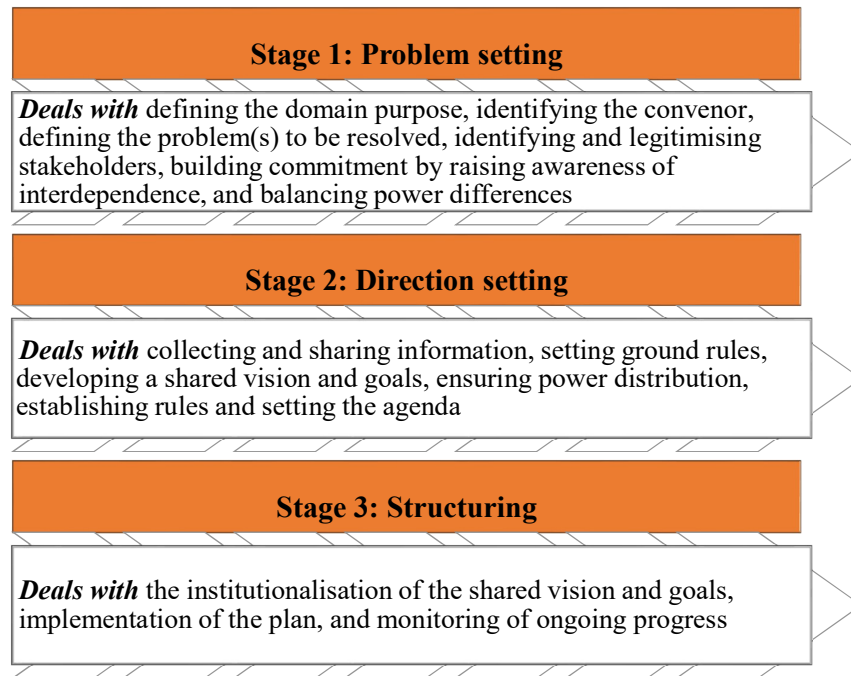 Stage 1: Problem setting
Deals with defining the domain purpose, identifying the convenor,
defining the problem(s) to be resolved, identifying and legitimising
stakeholders, building commitment by raising awareness of
interdependence, and balancing power differences
Stage 2: Direction setting
Deals with collecting and sharing information, setting ground rules,
developing a shared vision and goals, ensuring power distribution,
establishing rules and setting the agenda
Stage 3: Structuring
Deals with the institutionalisation of the shared vision and goals,
implementation of the plan, and monitoring of ongoing progress